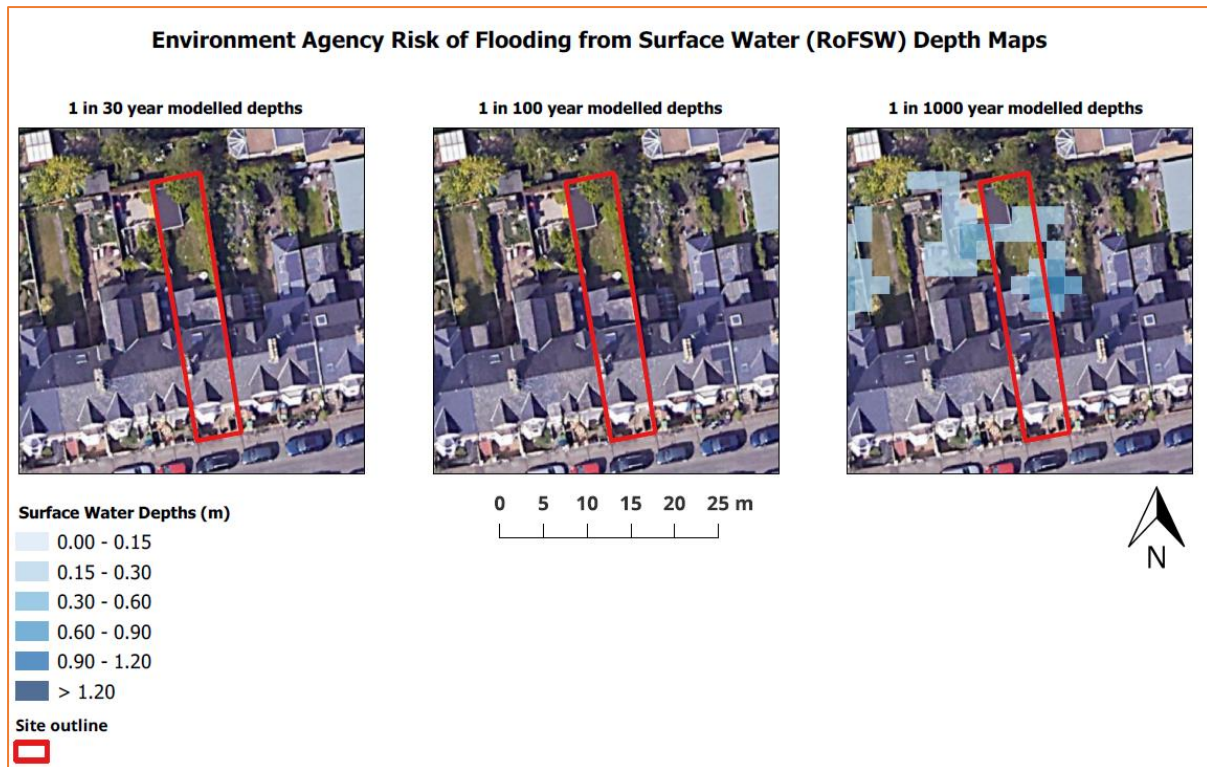 Environment Agency Risk of Flooding from Surface Water (RoFSW) Depth Maps
1 in 30 year modelled depths
1 in 100 year modelled depths
1 in 1000 year modelled depths
Surface Water Depths (m)
0.00 - 0.15
0.15 - 0.30
0.30 - 0.60
0.60 - 0.90
0.90 - 1.20
> 1.20
Site outline
0 5 10 15 20 25 m
N